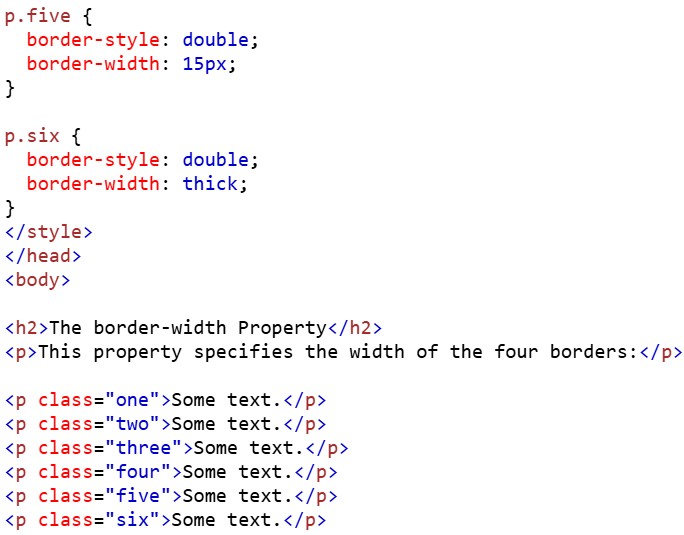 p.five {
  border-style: double;
  border-width: 15px;
}

p.six {
  border-style: double;
  border-width: thick;
}
</style>
</head>
<body>

<h2>The border-width Property</h2>
<p>This property specifies the width of the four borders:</p>

<p class="one">Some text.</p>
<p class="two">Some text.</p>
<p class="three">Some text.</p>
<p class="four">Some text.</p>
<p class="five">Some text.</p>
<p class="six">Some text.</p>